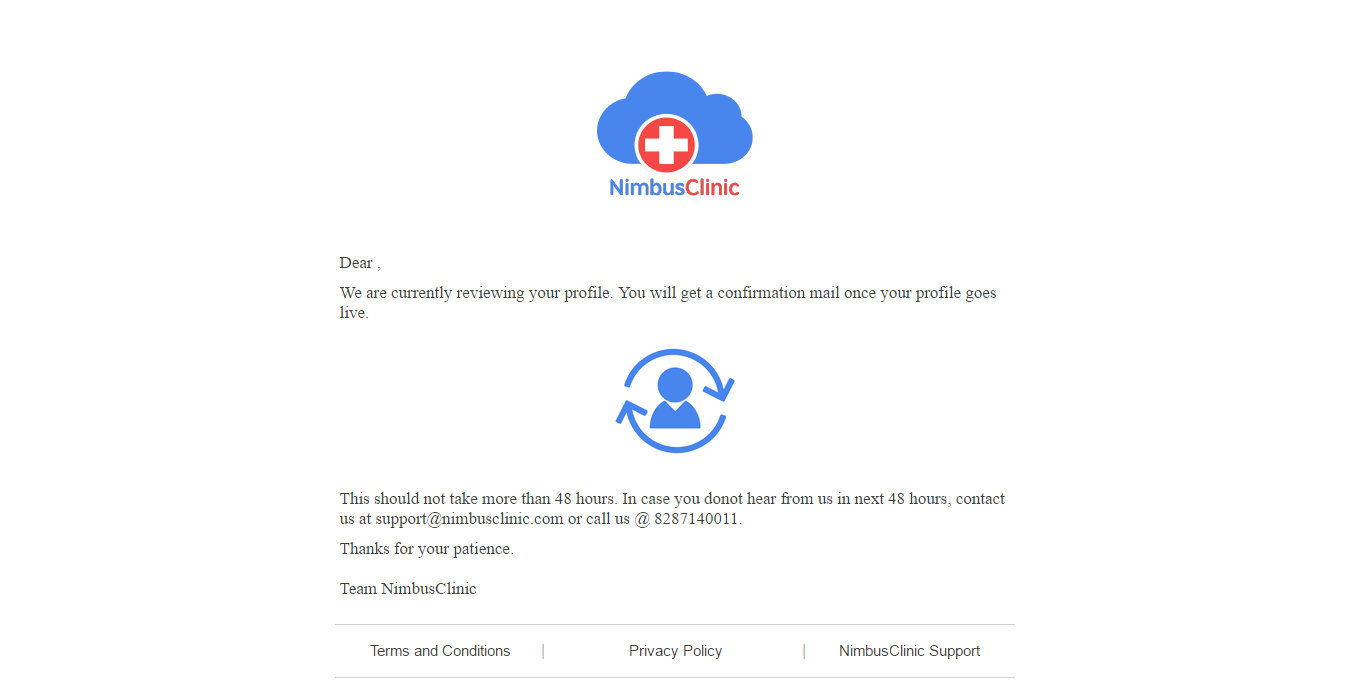 NimbusClinic
Dear ,
We are currently reviewing your profile. You will get a confirmation mail once your profile goes
live.
This should not take more than 48 hours. In case you donot hear from us in next 48 hours, contact
us at support@nimbusclinic.com or call us @ 8287140011.
Thanks for your patience.
Team NimbusClinic
Terms and Conditions | Privacy Policy | NimbusClinic Support